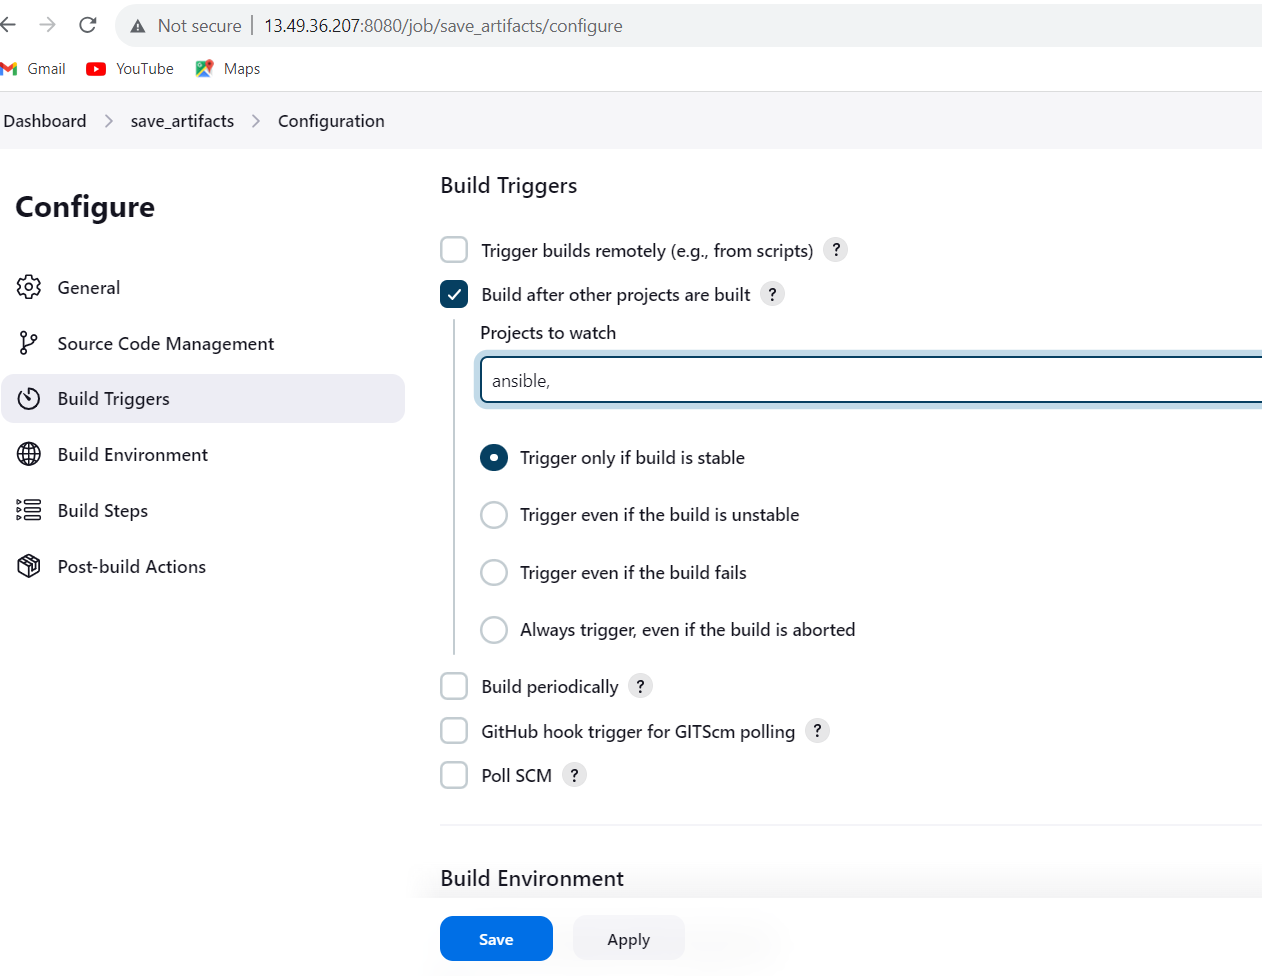 Not secure | 13.49.36.207:8080/job/save_artifacts/configure
Gmail YouTube Maps
Dashboard > save_artifacts > Configuration
Configure
General
Source Code Management
Build Triggers
Build Environment
Build Steps
Post-build Actions
Build Triggers
Trigger builds remotely (e.g., from scripts) ?
Build after other projects are built ?
Projects to watch
ansible,
Trigger only if build is stable
Trigger even if the build is unstable
Trigger even if the build fails
Always trigger, even if the build is aborted
Build periodically ?
GitHub hook trigger for GITScm polling ?
Poll SCM ?
Build Environment
Save Apply